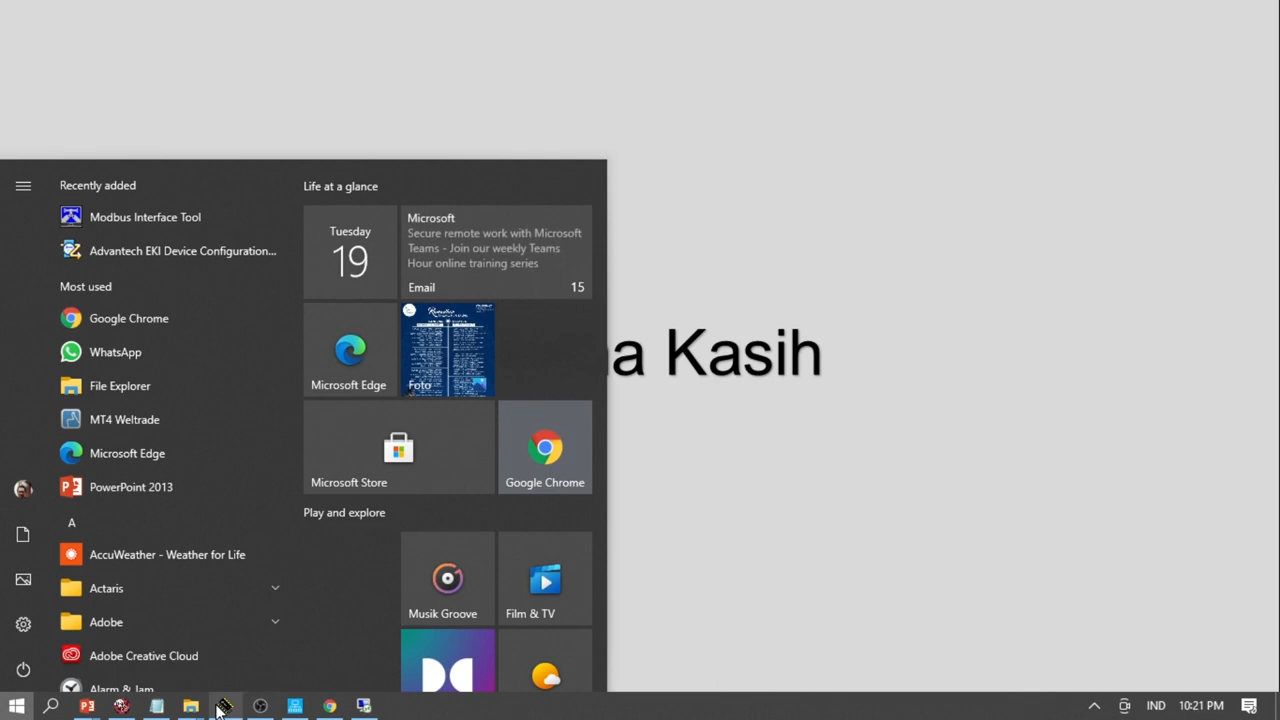 Recently added
Modbus Interface Tool
Advantech EKI Device Configuration...
Most used
Google Chrome
WhatsApp
File Explorer
MT4 Weltrade
Microsoft Edge
PowerPoint 2013
A
AccuWeather - Weather for Life
Actaris
Adobe
Adobe Creative Cloud
Alarm & Jam
Life at a glance
Tuesday
19
Microsoft
Secure remote work with Microsoft
Teams - Join our weekly Teams
Hour online training series
Email 15
Microsoft Edge
Foto
Microsoft Store
Google Chrome
Play and explore
Musik Groove
Film & TV
a Kasih
IND 10:21 PM